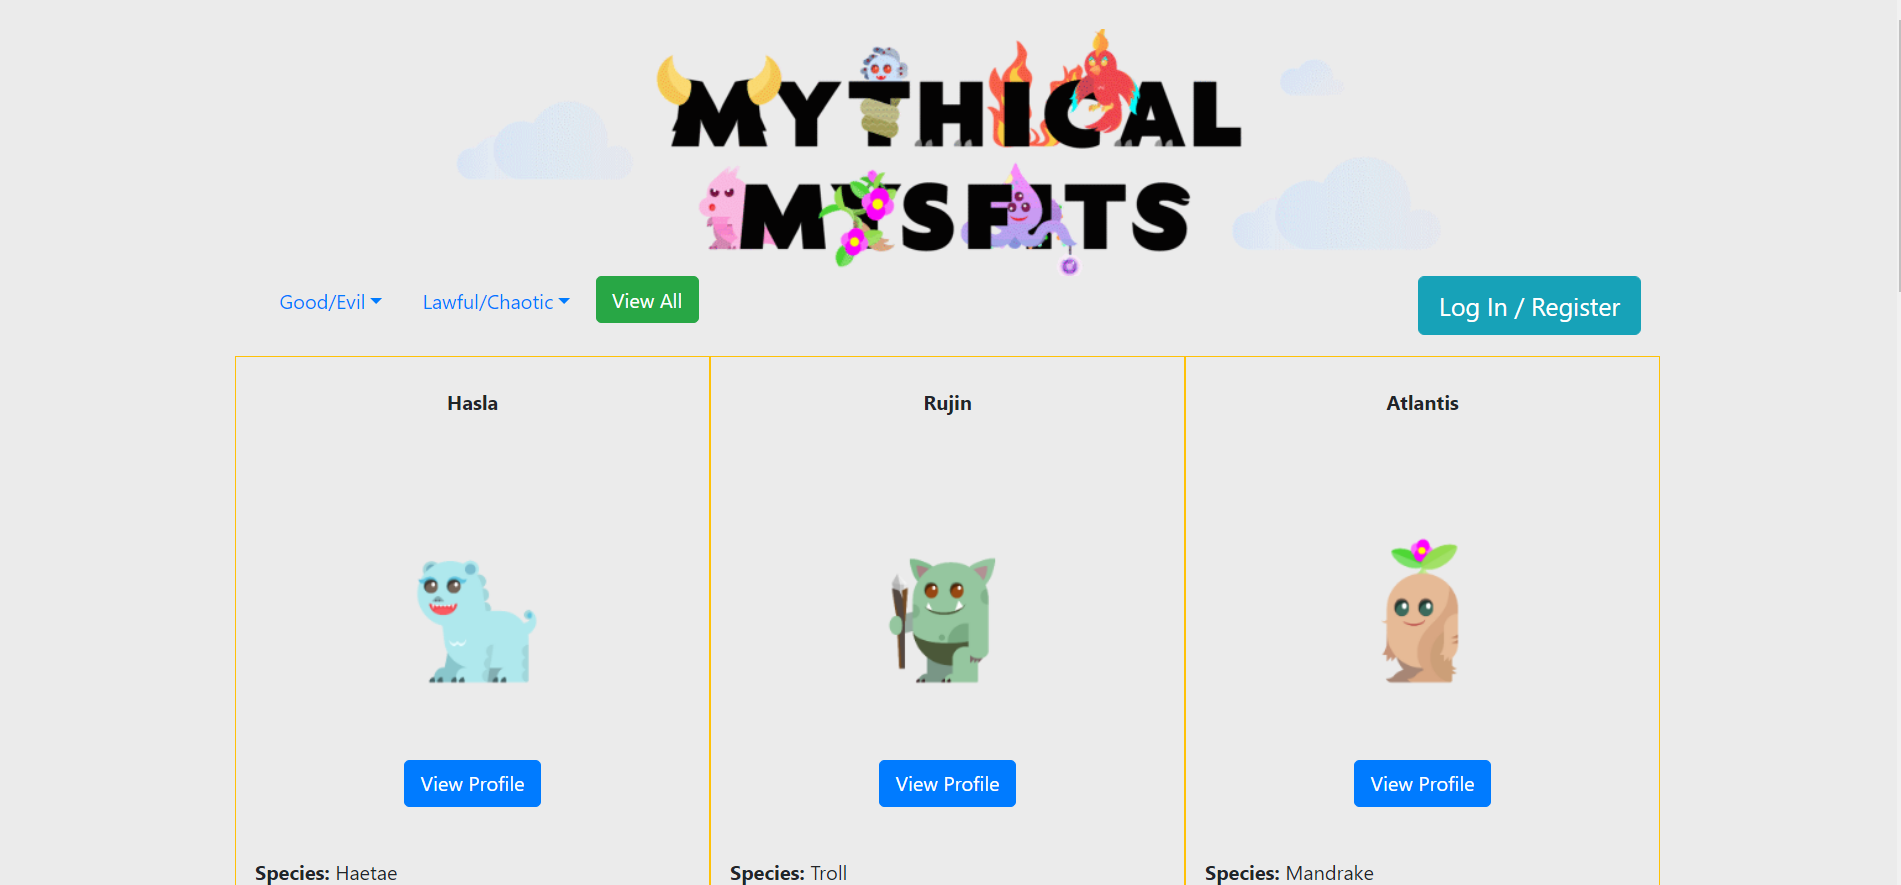 MYTHICAL
MYSFITS
Good/Evil
Lawful/Chaotic
View All
Log In / Register
Hasla
Rujin
Atlantis
View Profile
View Profile
View Profile
Species: Haetae
Species: Troll
Species: Mandrake